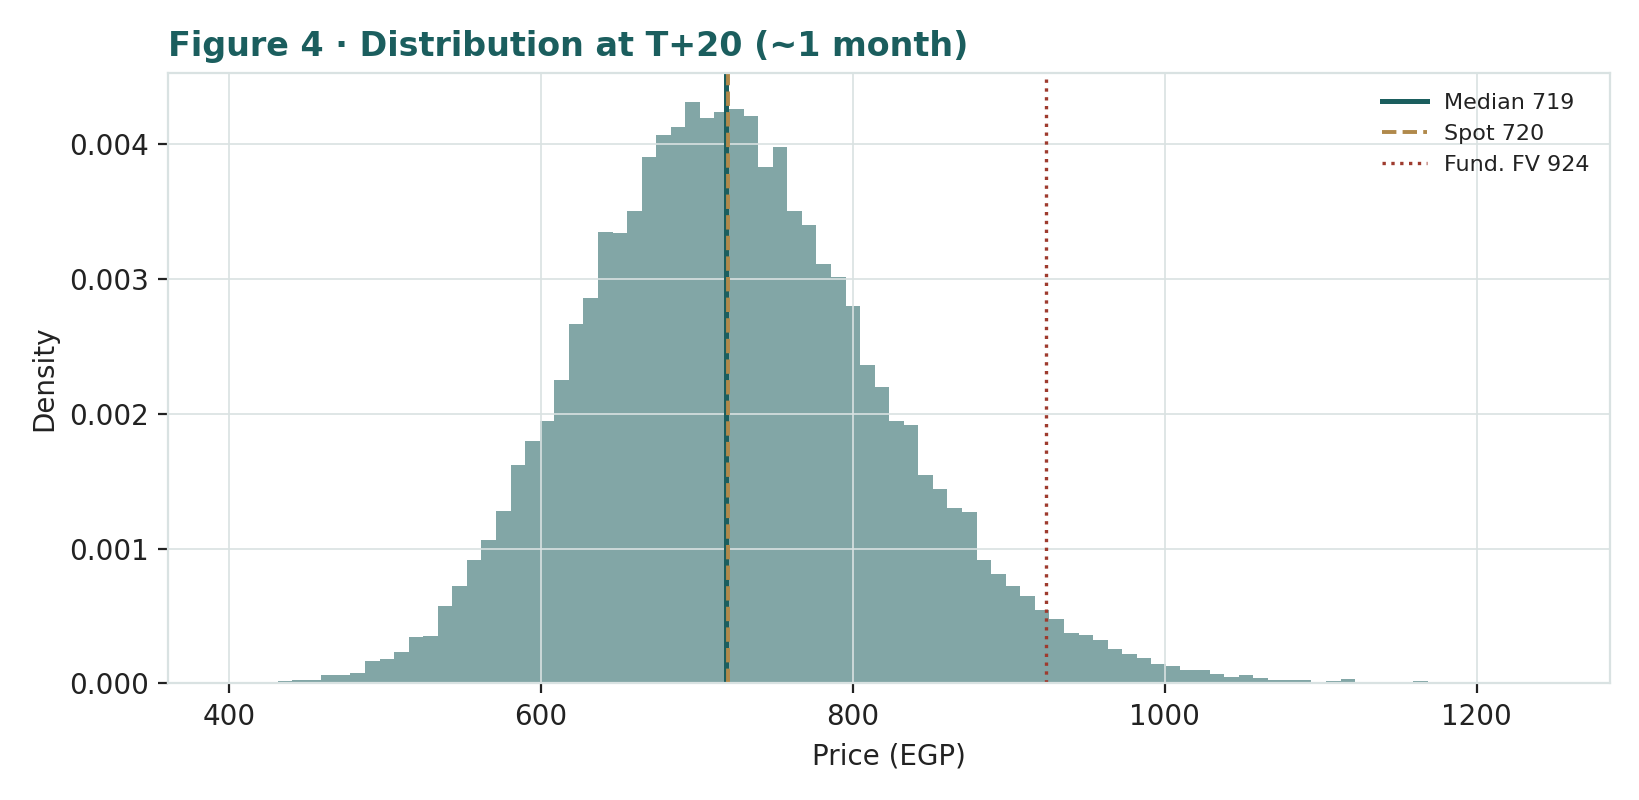 Figure 4 · Distribution at T+20 (~1 month)
Median 719
Spot 720
Fund. FV 924
Density
0.004
0.003
0.002
0.001
0.000
400 600 800 1000 1200
Price (EGP)